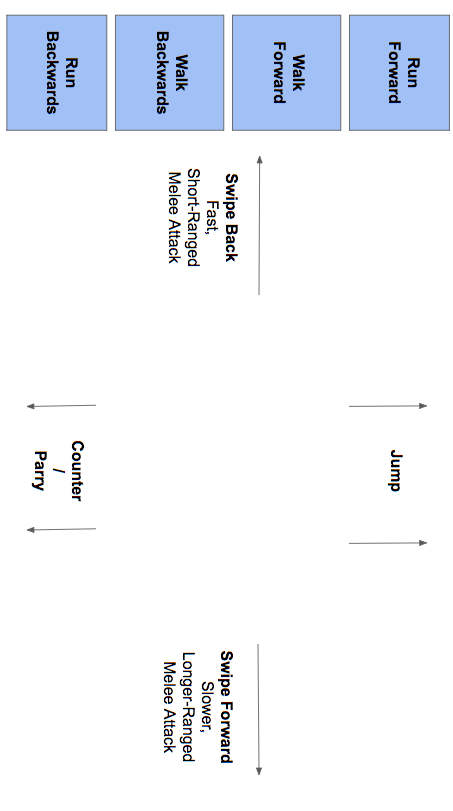 Run
Forward
Walk
Forward
Walk
Backwards
Run
Backwards
Swipe Back
Fast,
Short-Ranged
Melee Attack
Jump
Counter
/
Parry
Swipe Forward
Slower,
Longer-Ranged
Melee Attack